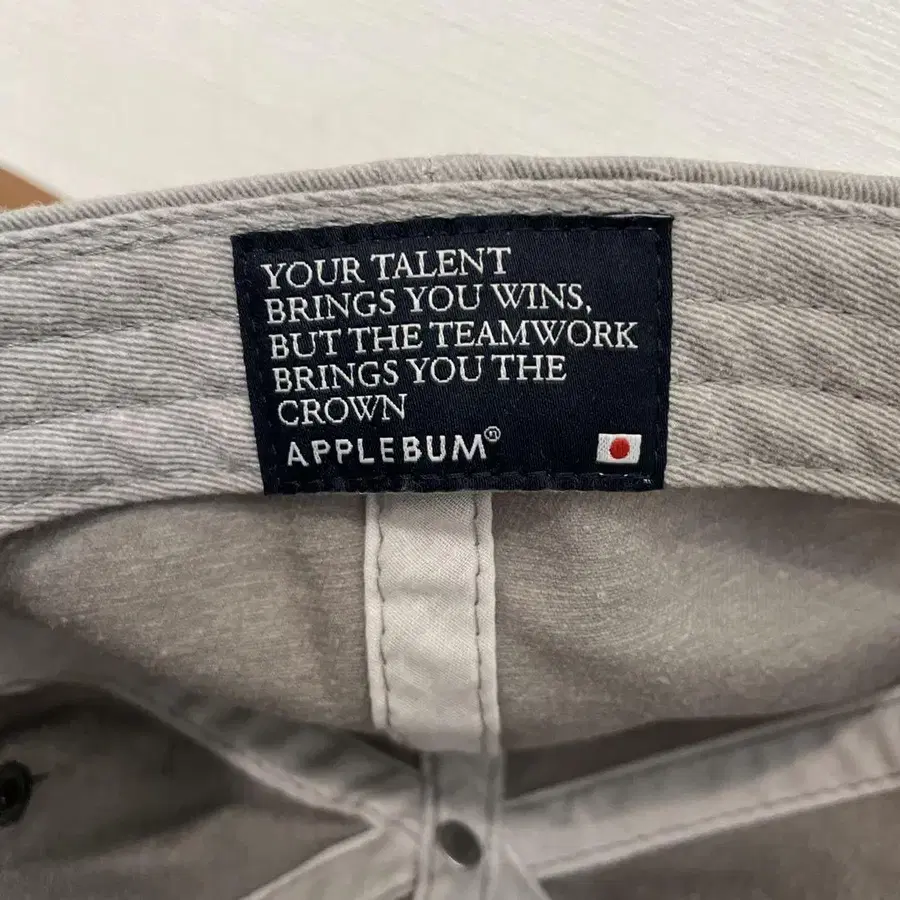 YOUR TALENT
BRINGS YOU WINS,
BUT THE TEAMWORK
BRINGS YOU THE
CROWN
APPLEBUM®